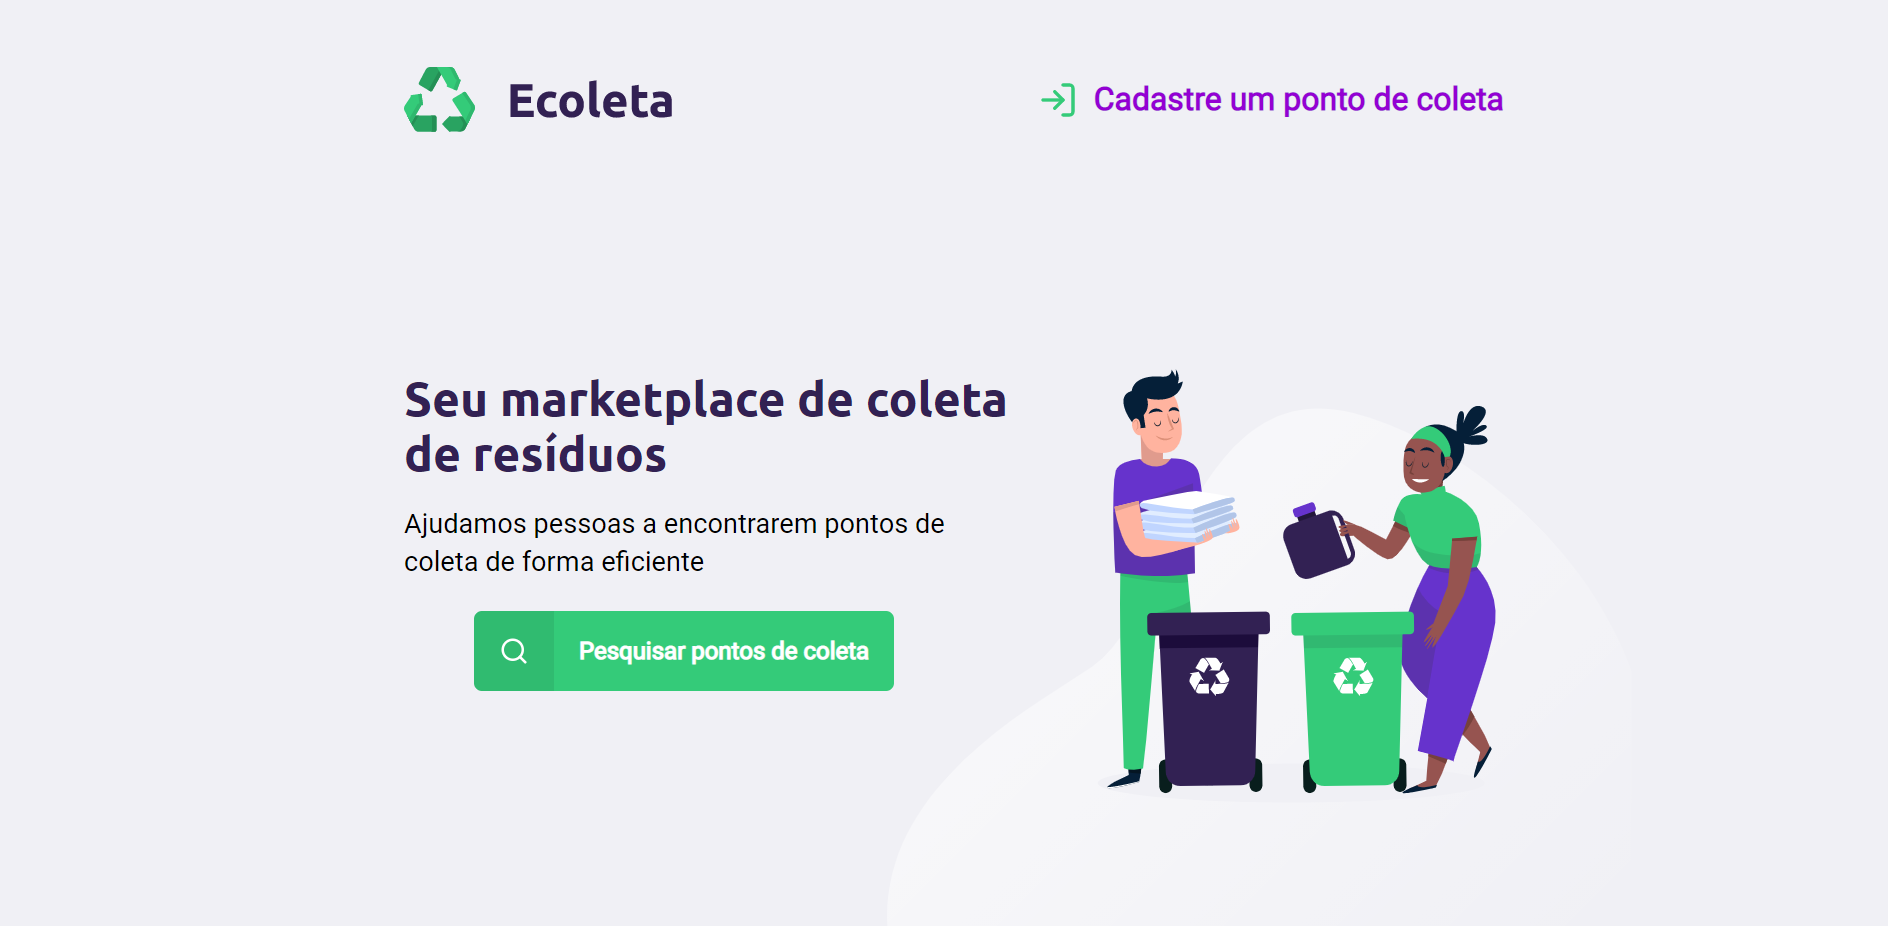 Ecoleta
Cadastre um ponto de coleta
Seu marketplace de coleta
de resíduos
Ajudamos pessoas a encontrarem pontos de
coleta de forma eficiente
Pesquisar pontos de coleta